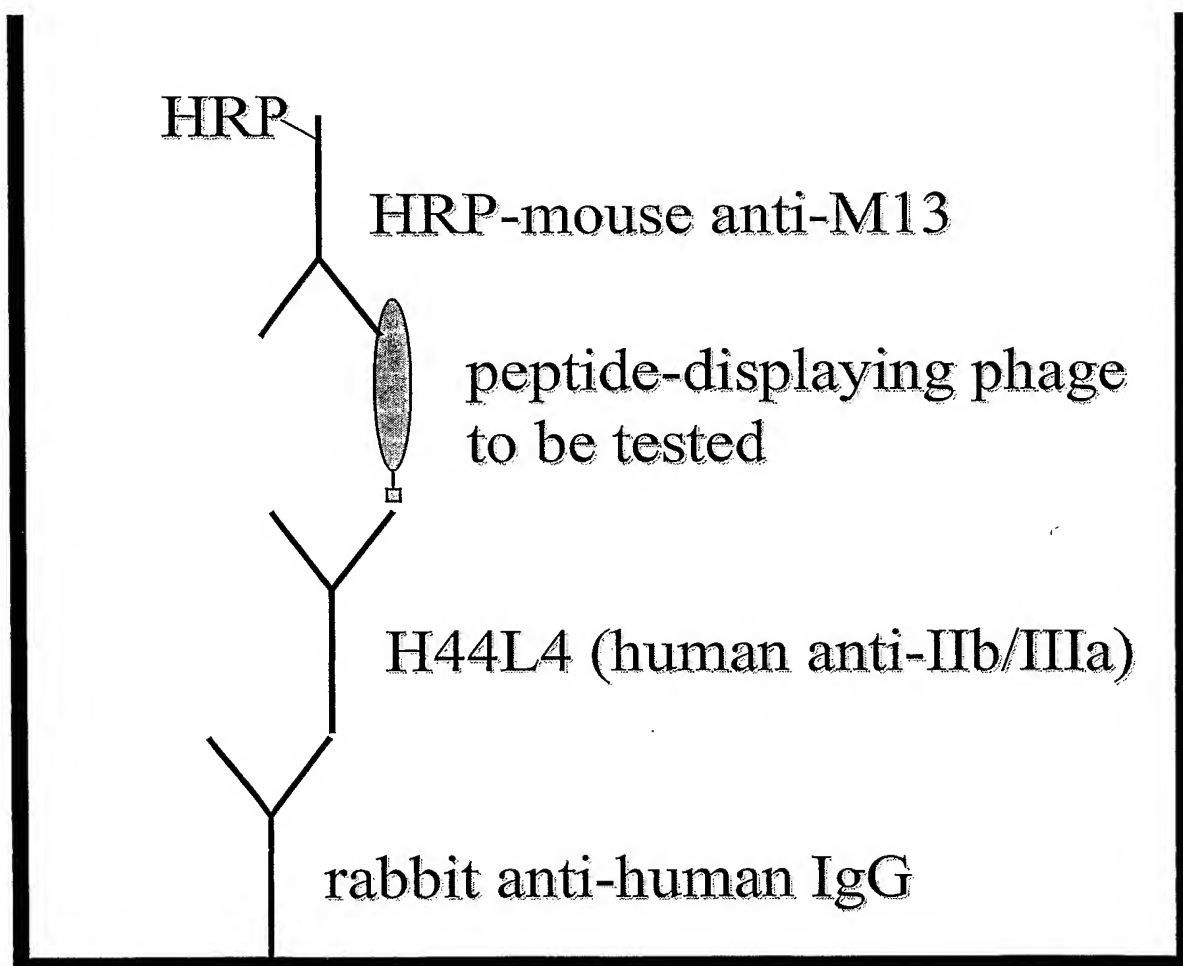 HRP
HRP-mouse anti-M13
peptide-displaying phage
to be tested
H44L4 (human anti-IIb/IIIa)
rabbit anti-human IgG